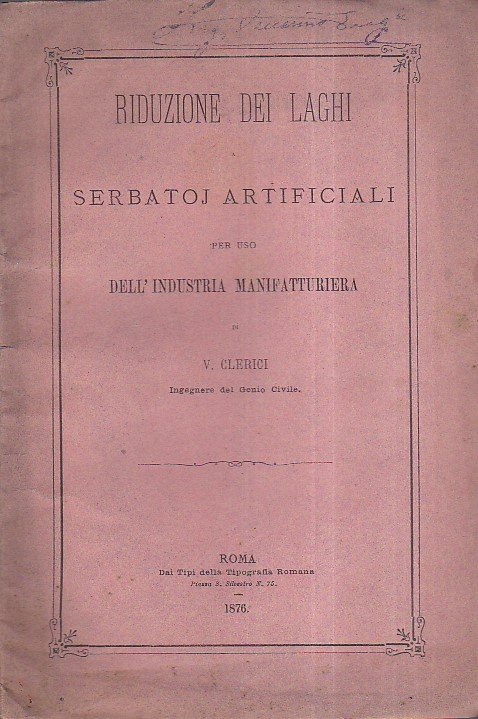 RIDUZIONE DEI LAGHI
A
SERBATOJ ARTIFICIALI
PER USO
DELL' INDUSTRIA MANIFATTURIERA
DI
V. CLERICI
Ingegnere del Genio Civile.
ROMA
Dai Tipi della Tipografia Romana
Piazza S. Silvestro N. 75.
1876.